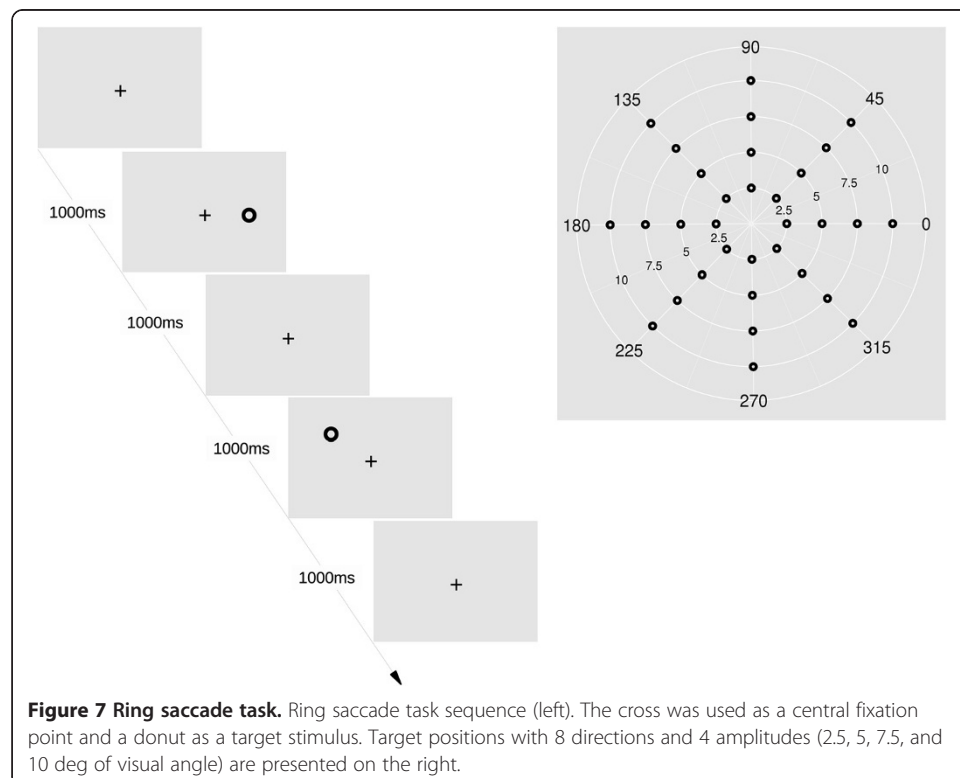 1000ms
1000ms
1000ms
1000ms
90
135
45
10
7.5
5
2.5
180
0
2.5
5
7.5
10
225
315
270
Figure 7 Ring saccade task. Ring saccade task sequence (left). The cross was used as a central fixation
point and a donut as a target stimulus. Target positions with 8 directions and 4 amplitudes (2.5, 5, 7.5, and
10 deg of visual angle) are presented on the right.